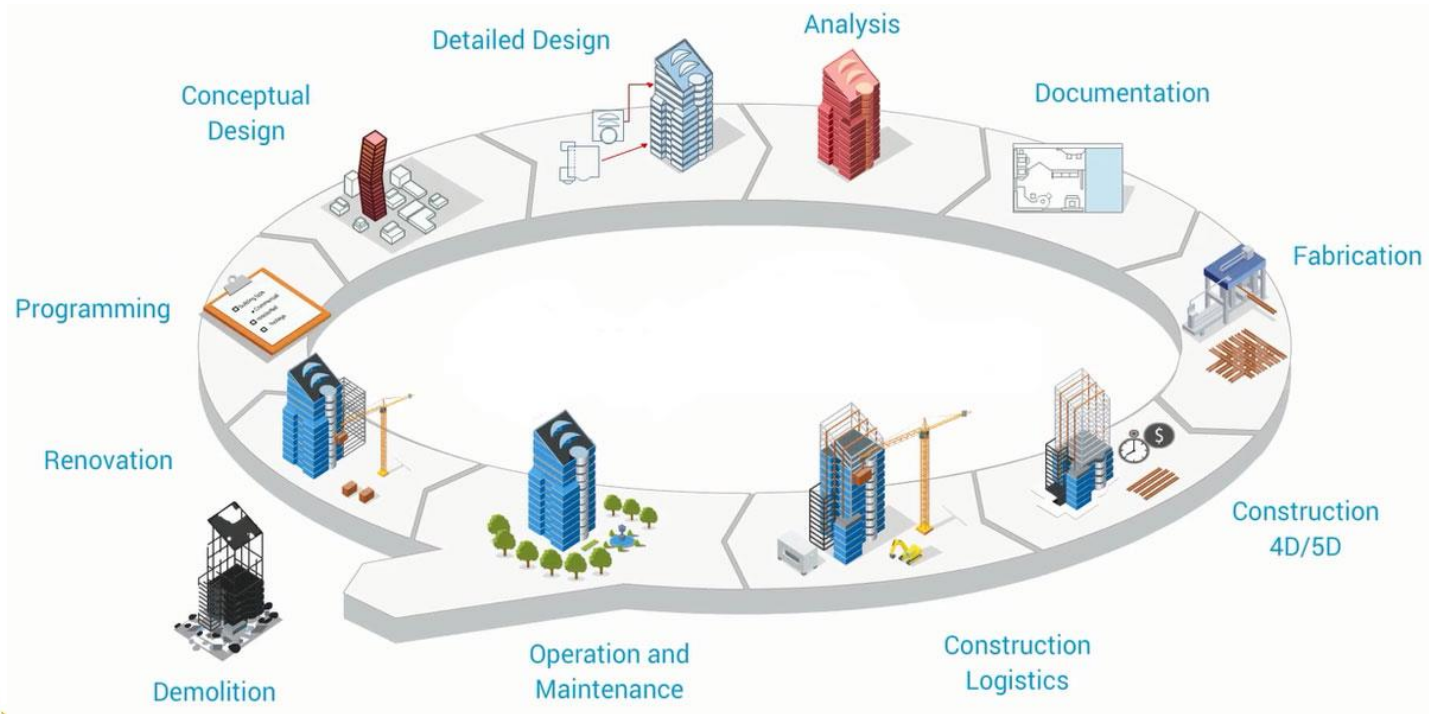 Analysis
Detailed Design
Conceptual
Design
Documentation
Fabrication
Programming
Renovation
Construction
4D/5D
Construction
Logistics
Operation and
Maintenance
Demolition
$